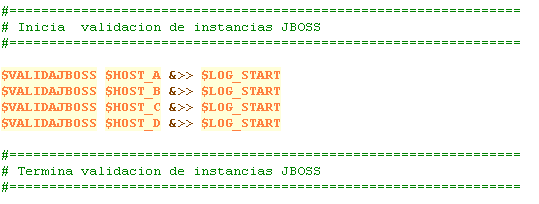 #================================================================
# Inicia  validacion de instancias JBOSS
#================================================================
$VALIDAJBOSS $HOST_A &>> $LOG_START
$VALIDAJBOSS $HOST_B &>> $LOG_START
$VALIDAJBOSS $HOST_C &>> $LOG_START
$VALIDAJBOSS $HOST_D &>> $LOG_START
#================================================================
# Termina validacion de instancias JBOSS
#================================================================